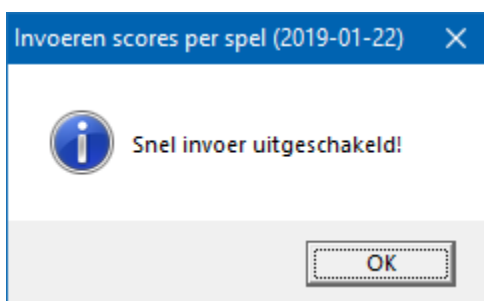 Invoeren scores per spel (2019-01-22)
Snel invoer uitgeschakeld!
OK